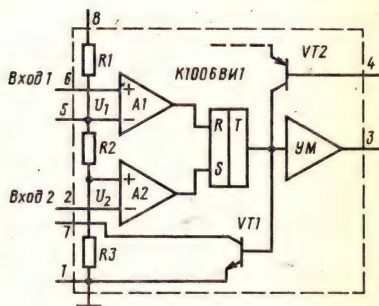 8
R1
К1006ВИ1
VT2
Вход 1
6
+
A1
4
5
U₁
−
R
T
R2
S
УМ
3
+
A2
Вход 2
2
U₂
−
7
VT1
R3
1